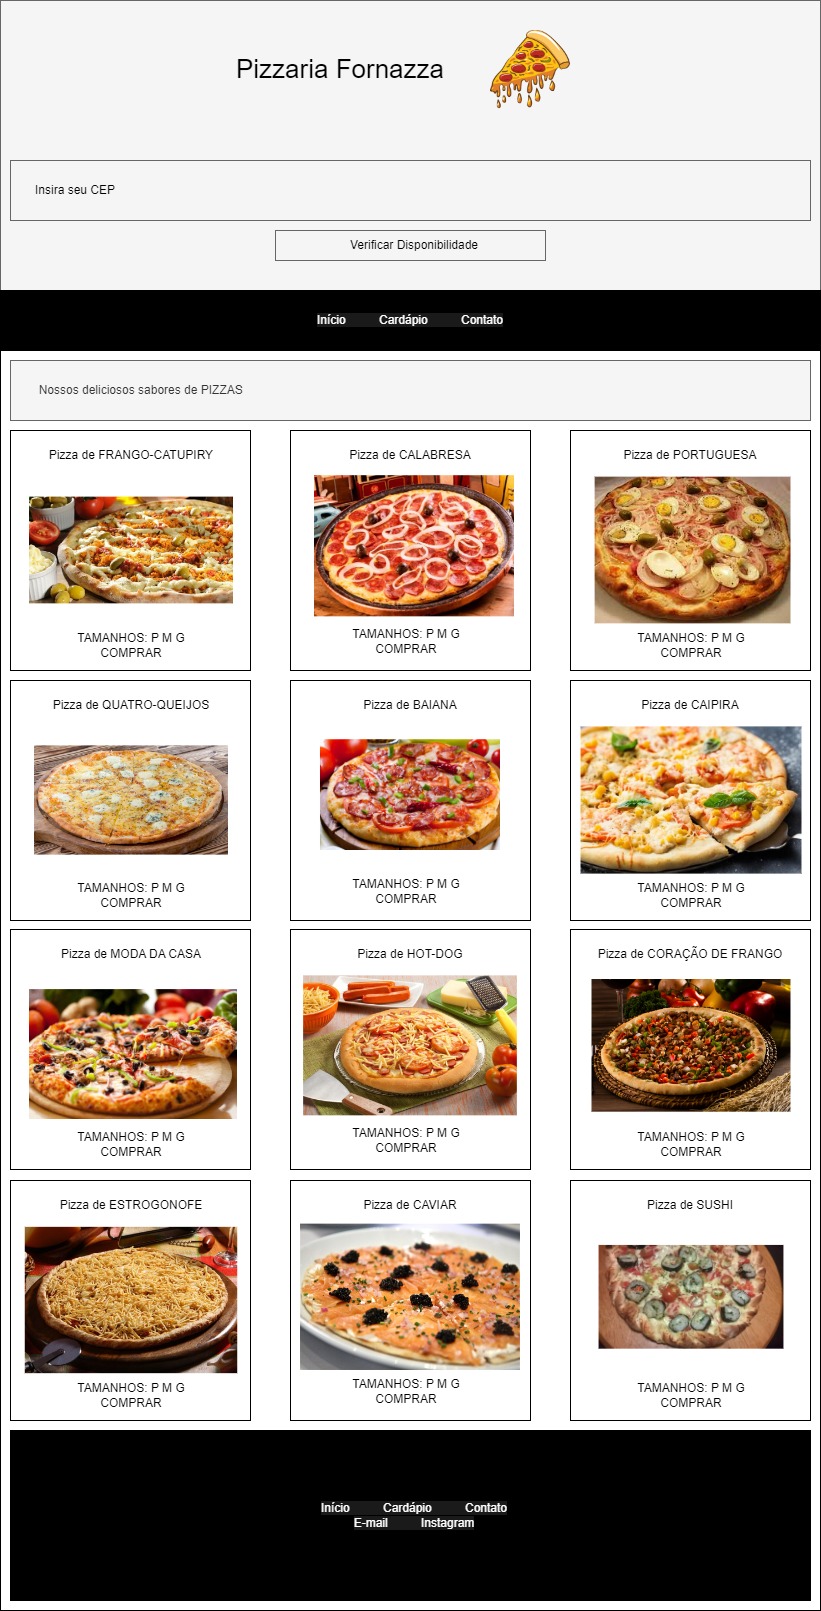 Pizzaria Fornazza
Insira seu CEP
Verificar Disponibilidade
Início Cardápio Contato
Nossos deliciosos sabores de PIZZAS
Pizza de FRANGO-CATUPIRY
TAMANHOS: P M G
COMPRAR
Pizza de CALABRESA
TAMANHOS: P M G
COMPRAR
Pizza de PORTUGUESA
TAMANHOS: P M G
COMPRAR
Pizza de QUATRO-QUEIJOS
TAMANHOS: P M G
COMPRAR
Pizza de BAIANA
TAMANHOS: P M G
COMPRAR
Pizza de CAIPIRA
TAMANHOS: P M G
COMPRAR
Pizza de MODA DA CASA
TAMANHOS: P M G
COMPRAR
Pizza de HOT-DOG
TAMANHOS: P M G
COMPRAR
Pizza de CORAÇÃO DE FRANGO
TAMANHOS: P M G
COMPRAR
Pizza de ESTROGONOFE
TAMANHOS: P M G
COMPRAR
Pizza de CAVIAR
TAMANHOS: P M G
COMPRAR
Pizza de SUSHI
TAMANHOS: P M G
COMPRAR
Início Cardápio Contato
E-mail Instagram